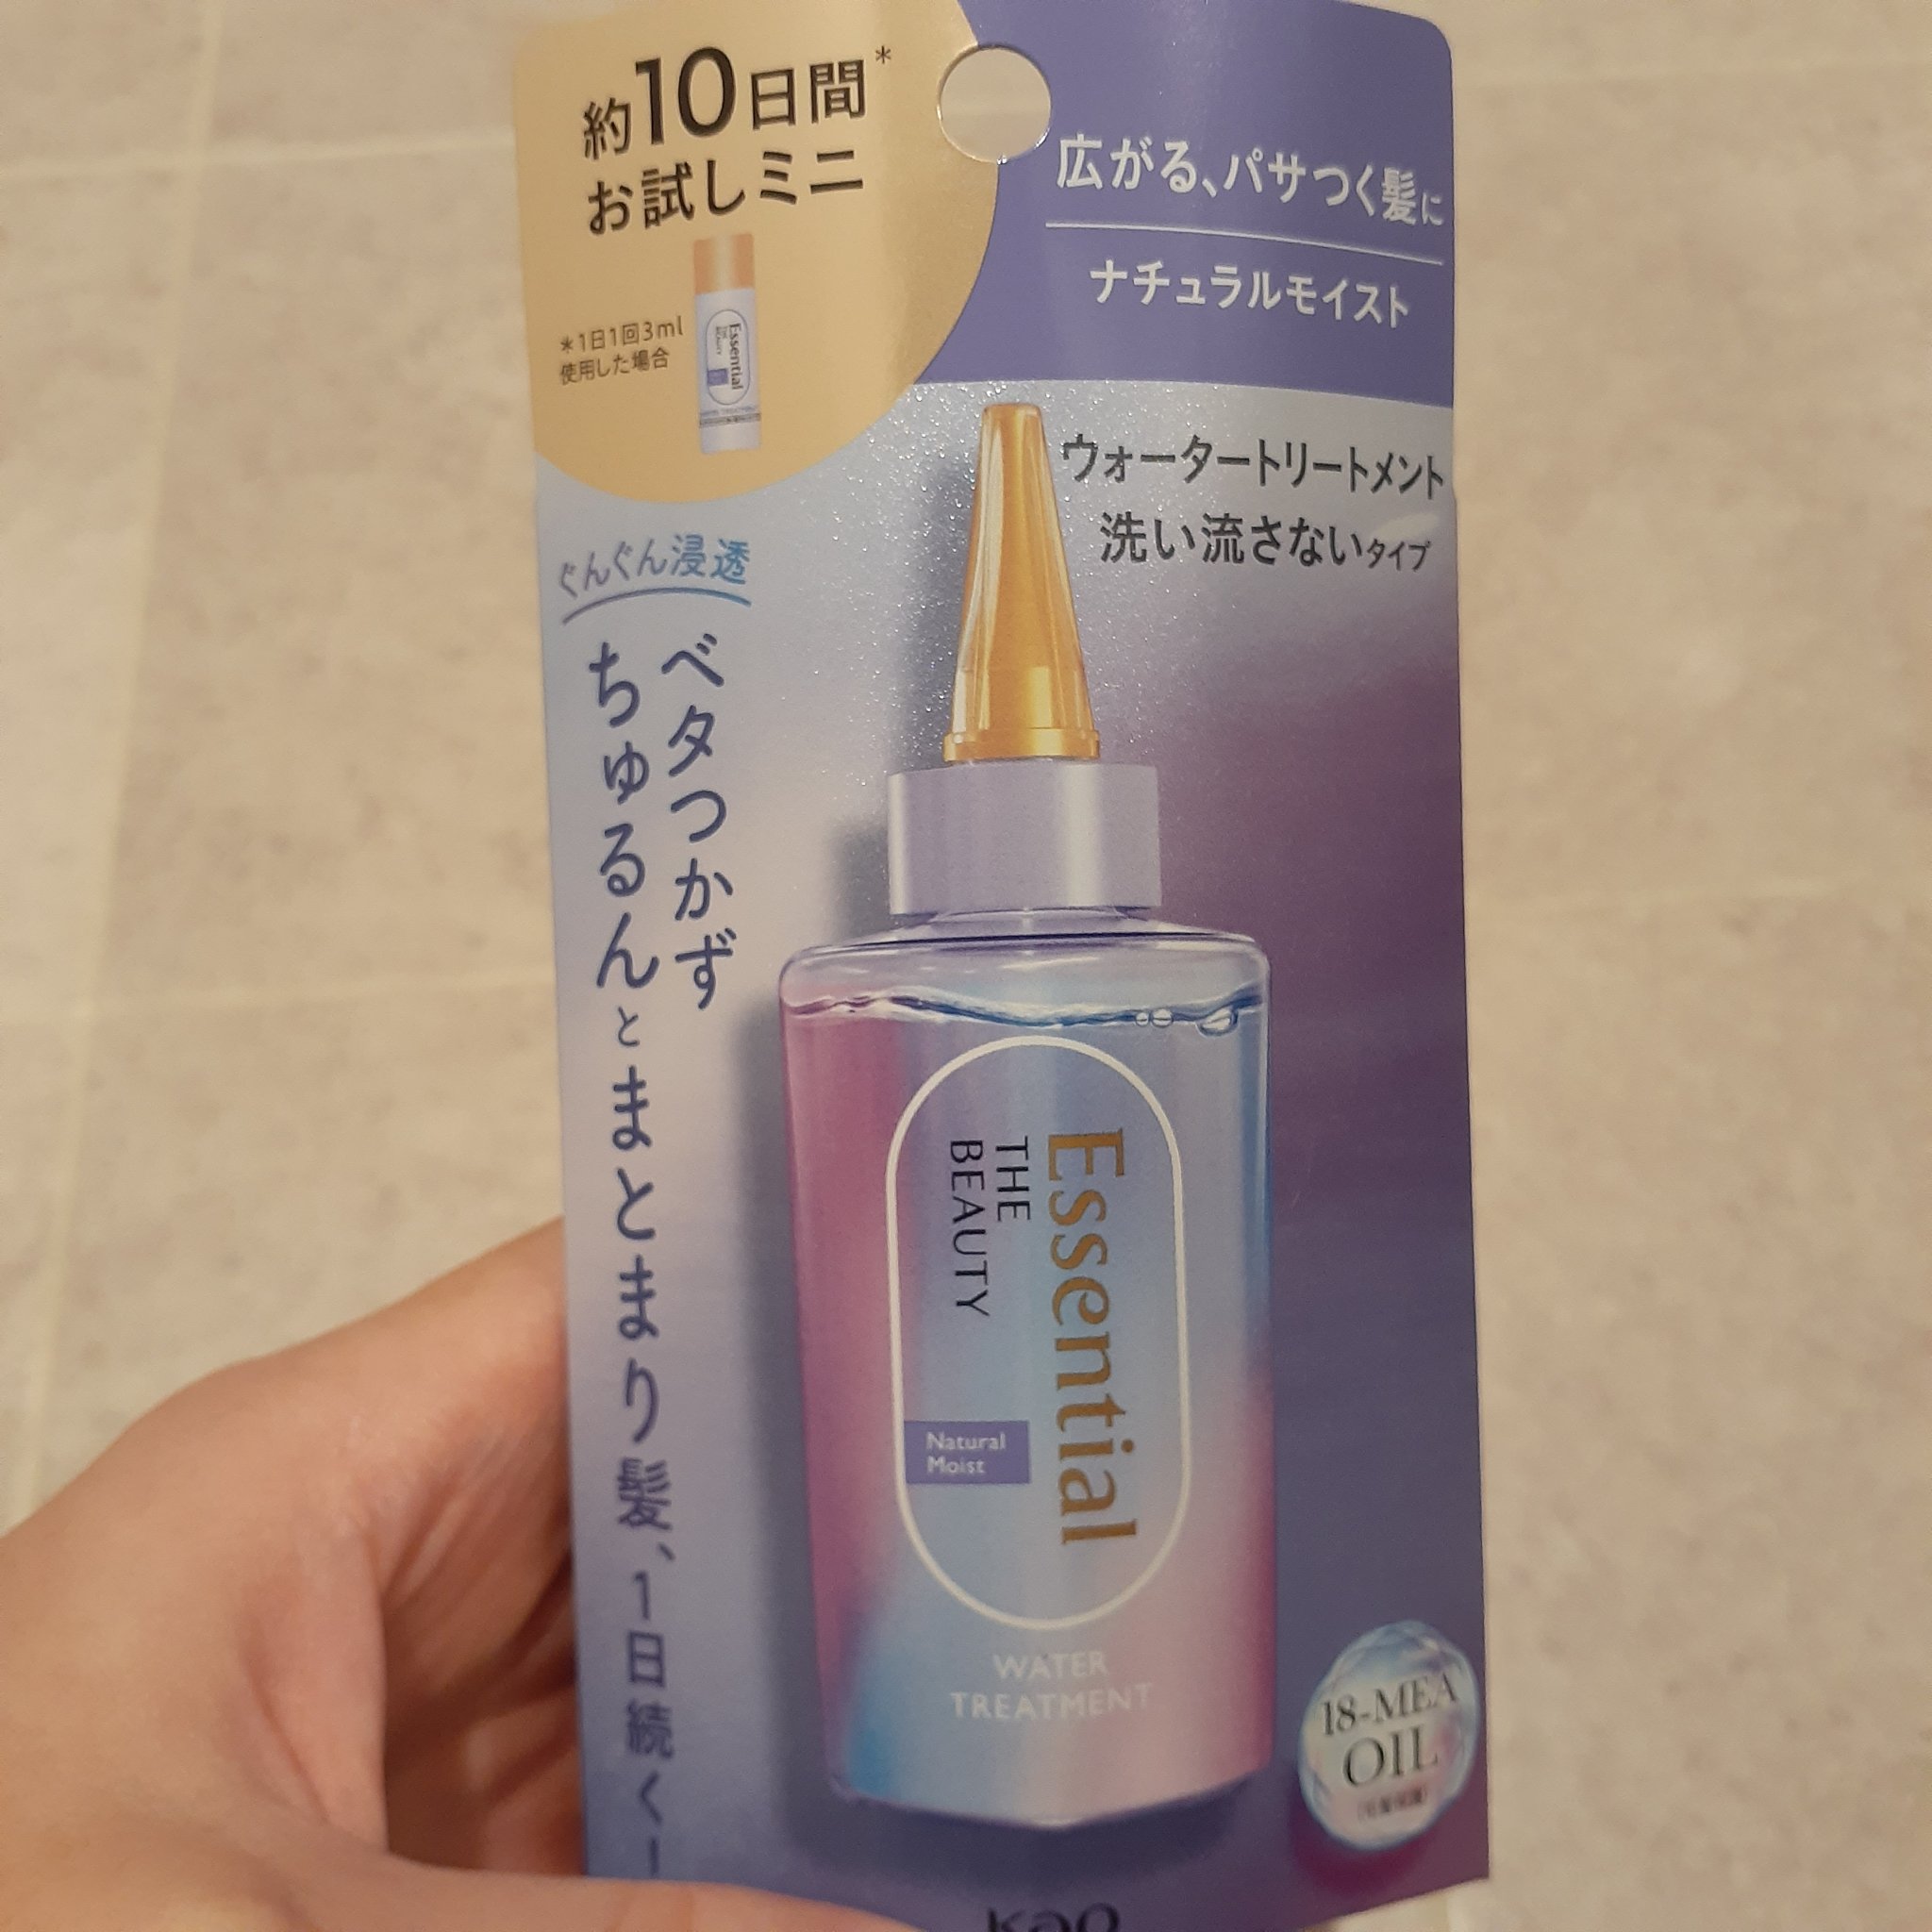 約10日間*
お試しミニ
*1日1回3ml
使用した場合
Essential
THE
BEAUTY
広がる、パサつく髪に
ナチュラルモイスト
ウォータートリートメント
洗い流さないタイプ
ぐんぐん浸透
ベタつかず
ちゅるんとまとまり髪、1日続くー
Essential
THE
BEAUTY
Natural
Moist
WATER
TREATMENT
18-MEA
OIL
Kao